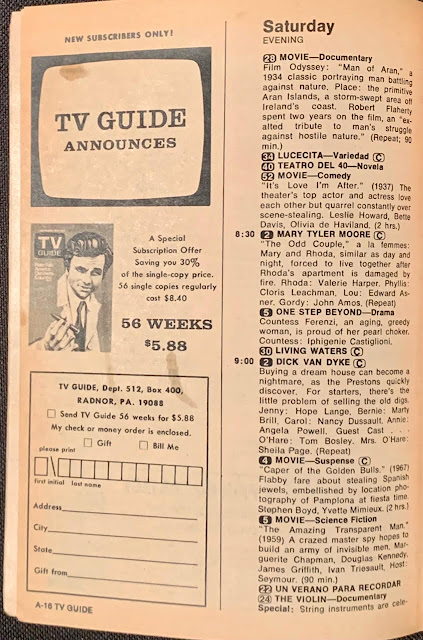 NEW SUBSCRIBERS ONLY!
TV GUIDE
ANNOUNCES
TV
GUIDE
A Special
Subscription Offer
Saving you 30%
of the single-copy price.
56 single copies regularly
cost $8.40
56 WEEKS
$5.88
TV GUIDE, Dept. 512, Box 400,
RADNOR, PA. 19088
Send TV Guide 56 weeks for $5.88
My check or money order is enclosed.
Gift
Bill Me
please print
first initial last name
Address
City
State
Gift from
A-16 TV GUIDE
Saturday
EVENING
28 MOVIE—Documentary
Film Odyssey: "Man of Aran," a
1934 classic portraying man battling
against nature. Place: the primitive
Aran Islands, a storm-swept area off
Ireland's coast. Robert Flaherty
spent two years on the film, an "ex-
alted tribute to man's struggle
against hostile nature." (Repeat; 90
min.)
34 LUCECITA—Variedad C
40 TEATRO DEL 40—Novela
52 MOVIE—Comedy
"It's Love I'm After." (1937) The
theater's top actor and actress love
each other but quarrel constantly over
scene-stealing. Leslie Howard, Bette
Davis, Olivia de Haviland. (2 hrs.)
8:30 2 MARY TYLER MOORE C
"The Odd Couple," a la femmes:
Mary and Rhoda, similar as day and
night, forced to live together after
Rhoda's apartment is damaged by
fire. Rhoda: Valerie Harper. Phyllis:
Cloris Leachman. Lou: Edward As-
ner. Gordy: John Amos. (Repeat)
5 ONE STEP BEYOND—Drama
Countess Ferenzi, an aging, greedy
woman, is proud of her pearl choker.
Countess: Iphigenie Castiglioni.
30 LIVING WATERS C
9:00 2 DICK VAN DYKE C
Buying a dream house can become a
nightmare, as the Prestons quickly
discover. For starters, there's the
little problem of selling the old digs.
Jenny: Hope Lange. Bernie: Marty
Brill. Carol: Nancy Dussault. Annie:
Angela Powell. Guest Cast . . .
O'Hare: Tom Bosley. Mrs. O'Hare:
Sheila Page. (Repeat)
4 MOVIE—Suspense C
"Caper of the Golden Bulls." (1967)
Flabby fare about stealing Spanish
jewels, embellished by location pho-
tography of Pamplona at fiesta time.
Stephen Boyd, Yvette Mimieux. (2 hrs.)
5 MOVIE—Science Fiction
"The Amazing Transparent Man."
(1959) A crazed master spy hopes to
build an army of invisible men. Mar-
guerite Chapman, Douglas Kennedy,
James Griffith, Ivan Triesault, Host:
Seymour. (90 min.)
22 UN VERANO PARA RECORDAR
24 THE VIOLIN—Documentary
Special: String instruments are cele-